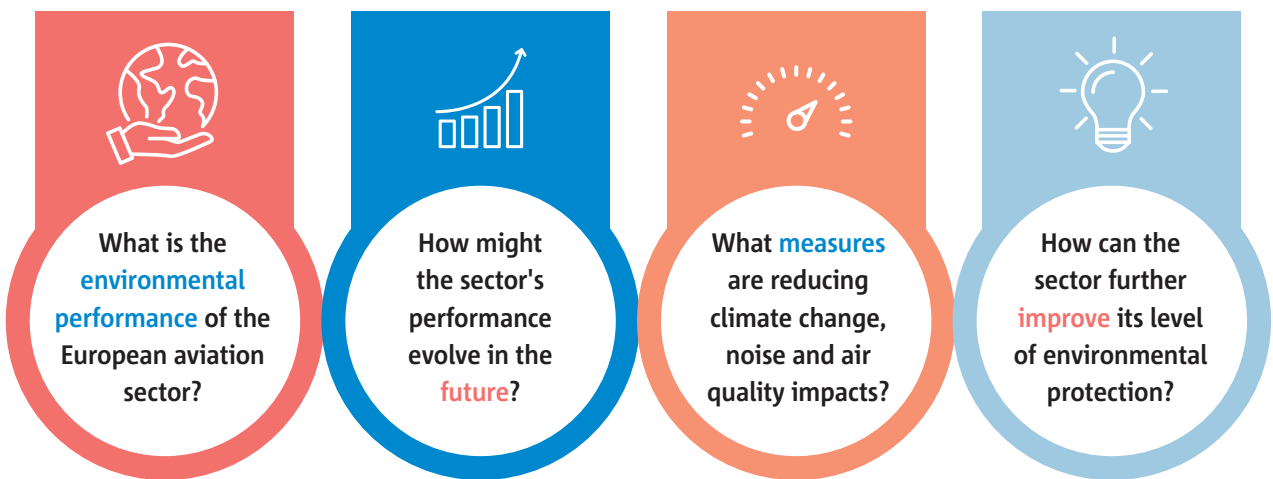 What is the
environmental
performance of the
European aviation
sector?
How might
the sector's
performance
evolve in the
future?
What measures
are reducing
climate change,
noise and air
quality impacts?
How can the
sector further
improve its level
of environmental
protection?